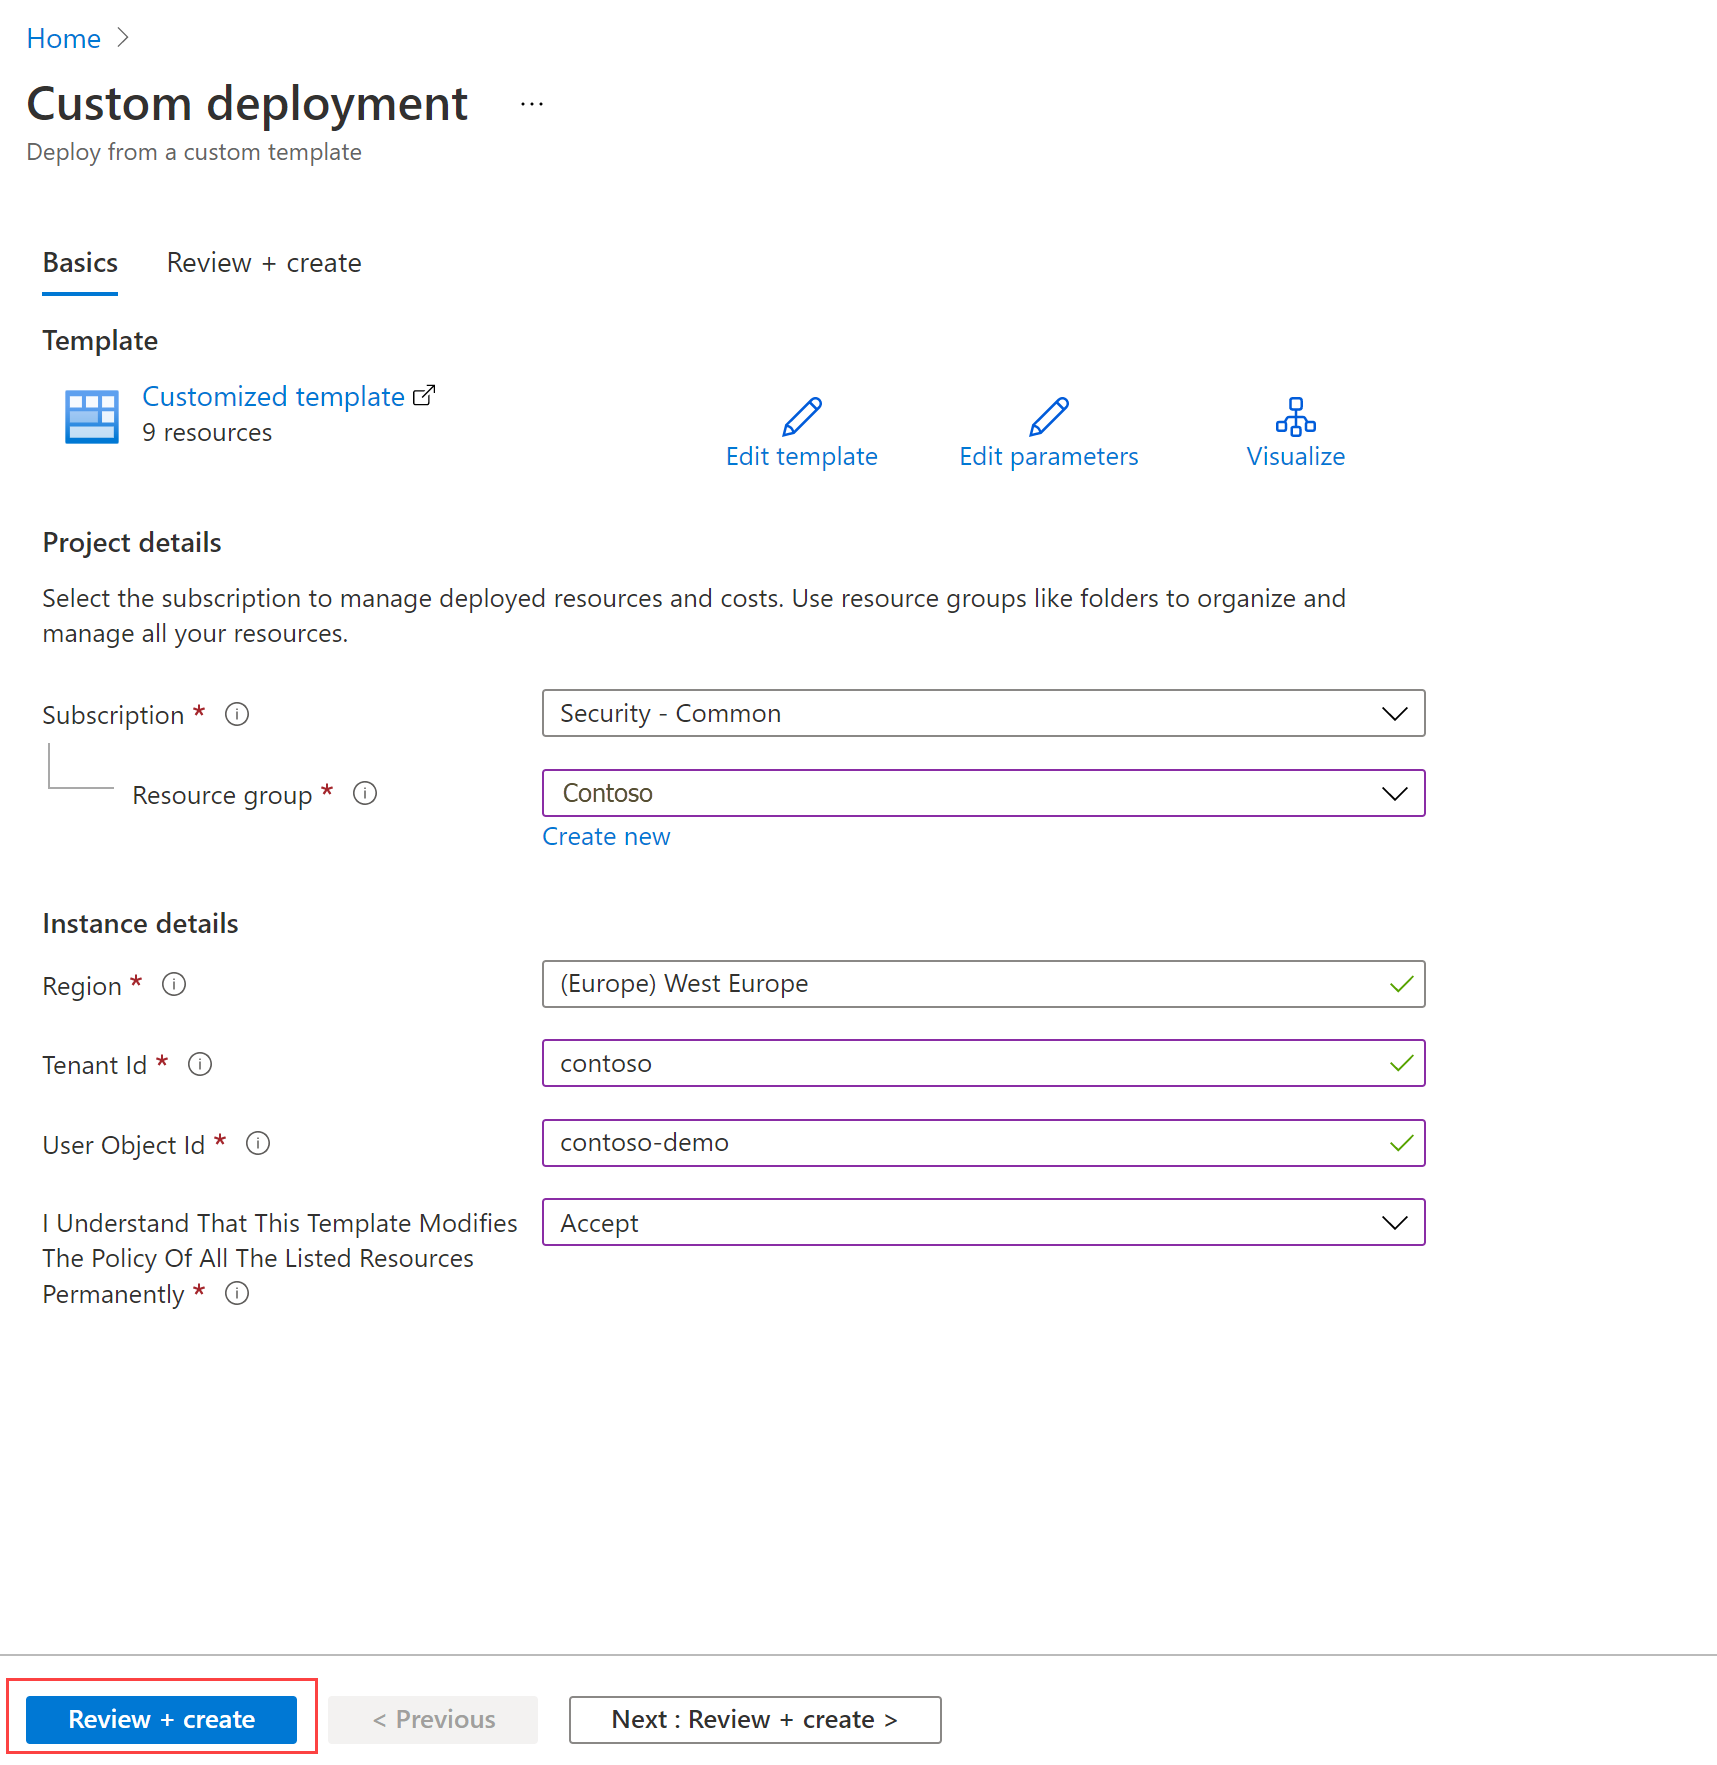 Home
Custom deployment ...
Deploy from a custom template
Basics Review + create
Template
Customized template
9 resources
Edit template Edit parameters Visualize
Project details
Select the subscription to manage deployed resources and costs. Use resource groups like folders to organize and
manage all your resources.
Subscription * Security - Common
Resource group * Contoso
Create new
Instance details
Region * (Europe) West Europe
Tenant Id * contoso
User Object Id * contoso-demo
I Understand That This Template Modifies Accept
The Policy Of All The Listed Resources
Permanently *
Review + create < Previous Next : Review + create >